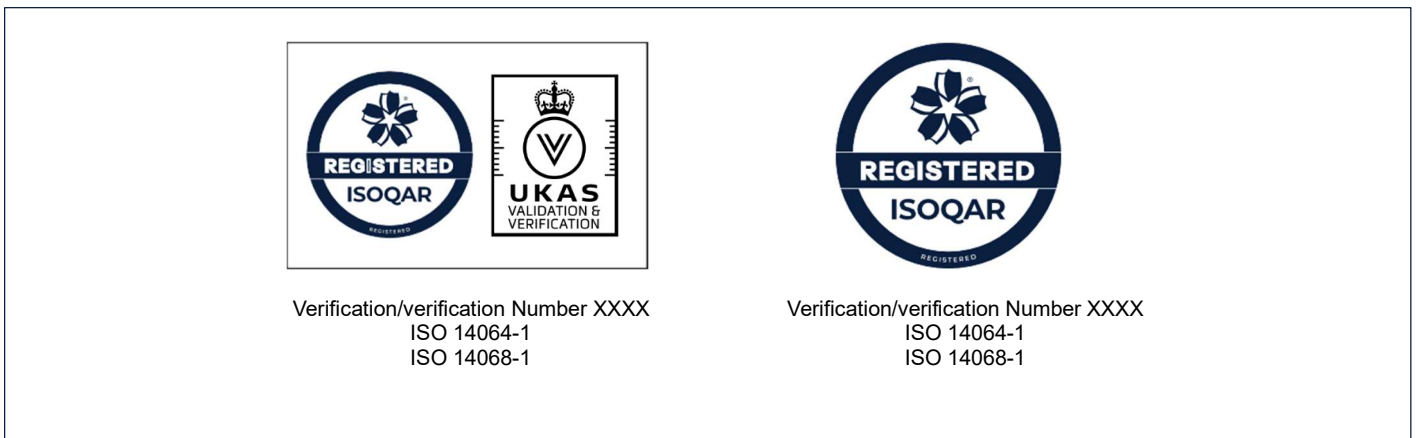 ®
REGISTERED
ISOQAR
REGISTERED
UKAS
VALIDATION &
VERIFICATION
Verification/verification Number XXXX
ISO 14064-1
ISO 14068-1
®
REGISTERED
ISOQAR
REGISTERED
Verification/verification Number XXXX
ISO 14064-1
ISO 14068-1